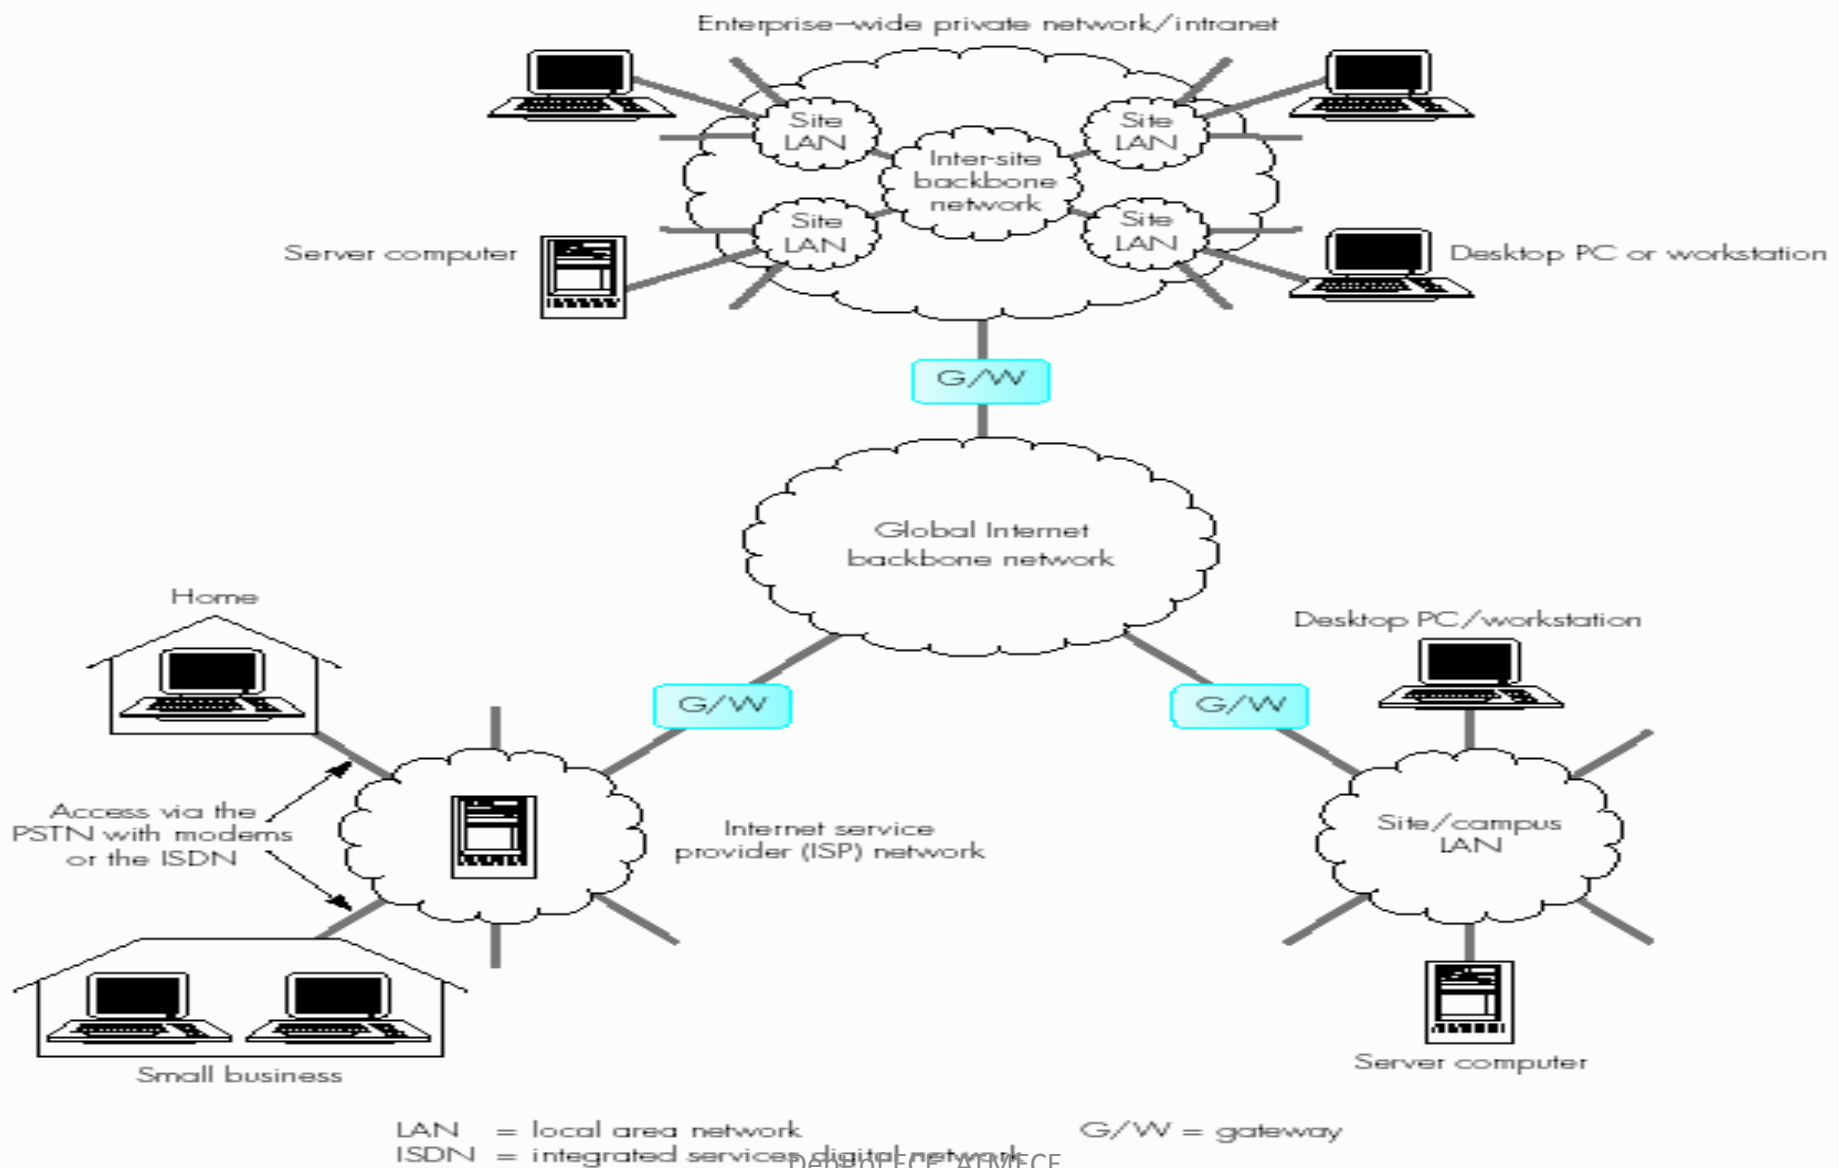 Enterprise-wide private network/intranet
Site
LAN
Site
LAN
Inter-site
backbone
network
Site
LAN
Site
LAN
Server computer
Desktop PC or workstation
G/W
Global Internet
backbone network
Home
Desktop PC/workstation
G/W
G/W
Access via the
PSTN with modems
or the ISDN
Internet service
provider (ISP) network
Site/campus
LAN
Small business
Server computer
LAN = local area network
G/W = gateway
ISDN = integrated services digital network
ECE, ATMECE